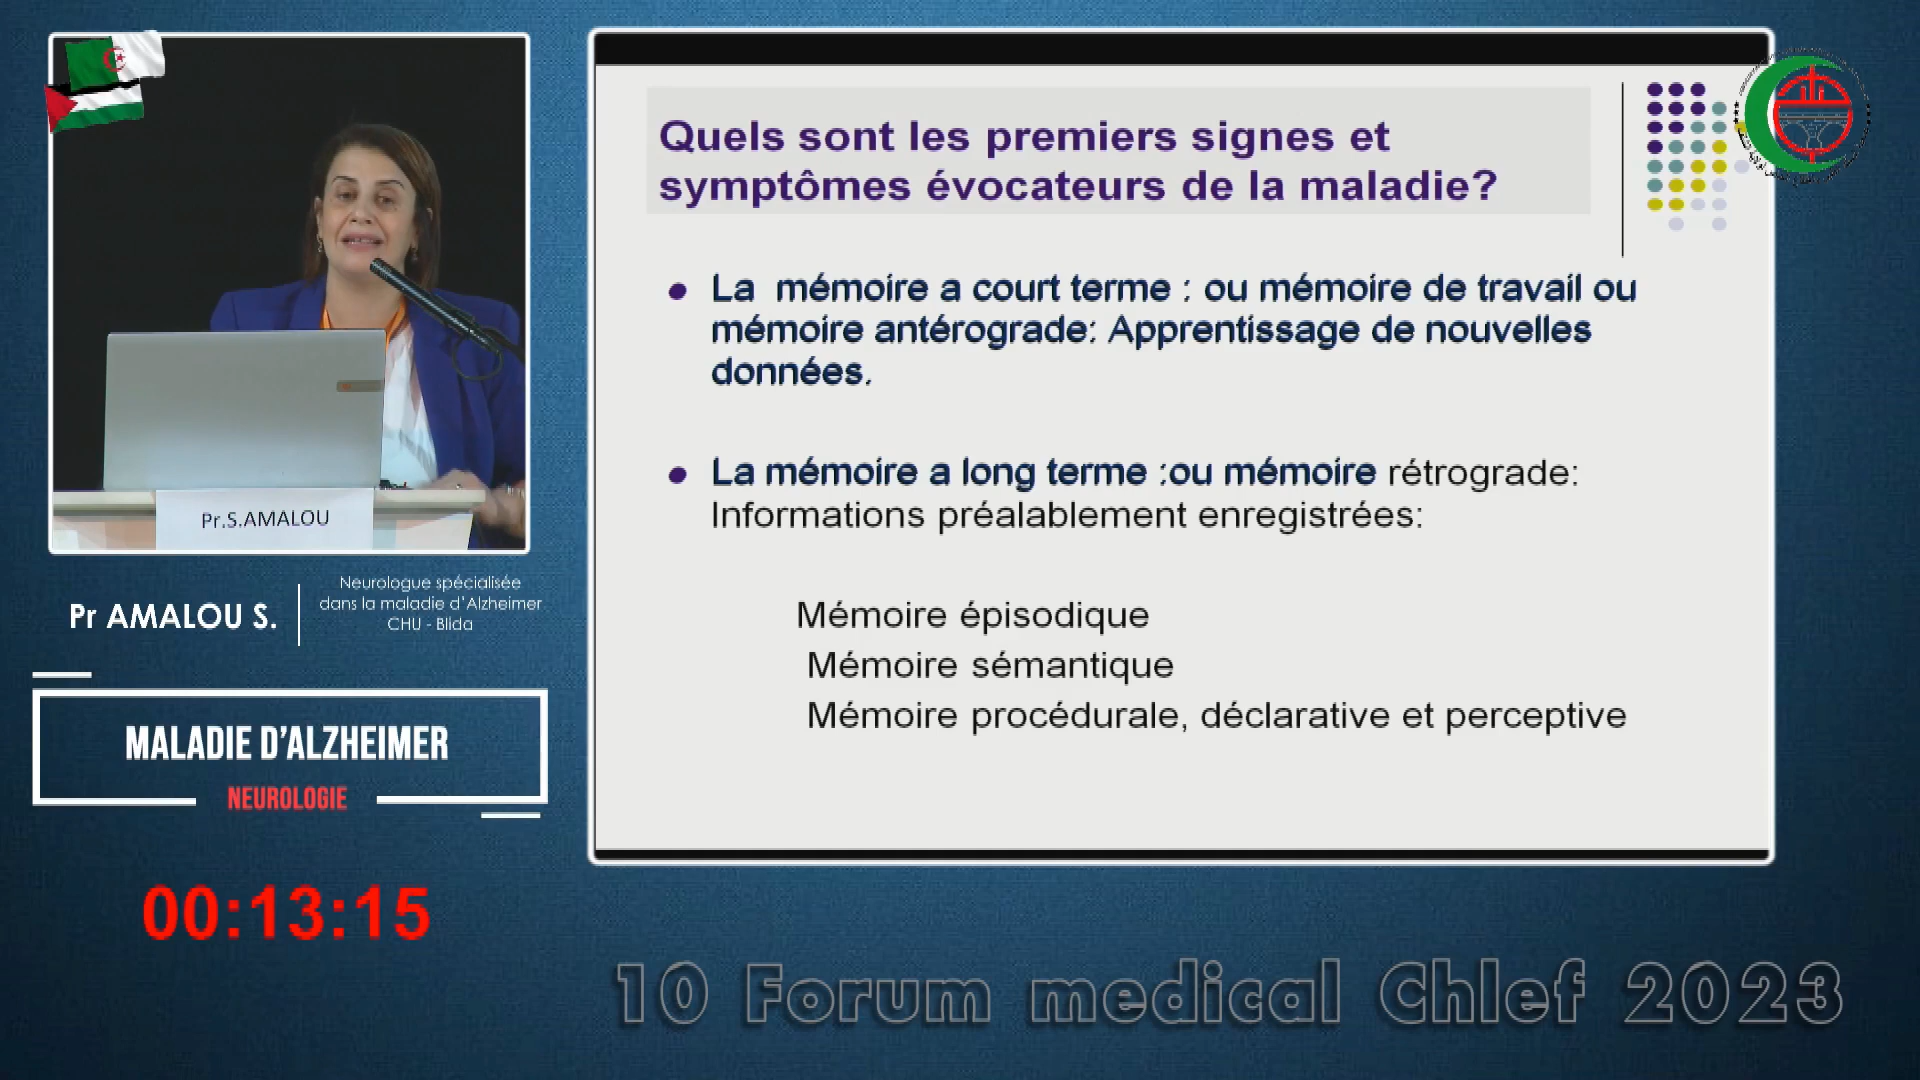 Quels sont les premiers signes et
symptômes évocateurs de la maladie?
La mémoire a court terme : ou mémoire de travail ou
mémoire antérograde: Apprentissage de nouvelles
données.
La mémoire a long terme :ou mémoire rétrograde:
Informations préalablement enregistrées:
Mémoire épisodique
Mémoire sémantique
Mémoire procédurale, déclarative et perceptive
Pr.S.AMALOU
Pr AMALOU S.
Neurologue spécialisée
dans la maladie d'Alzheimer
CHU - Blida
MALADIE D'ALZHEIMER
NEUROLOGIE
00:13:15
10 Forum medical Chlef 2023